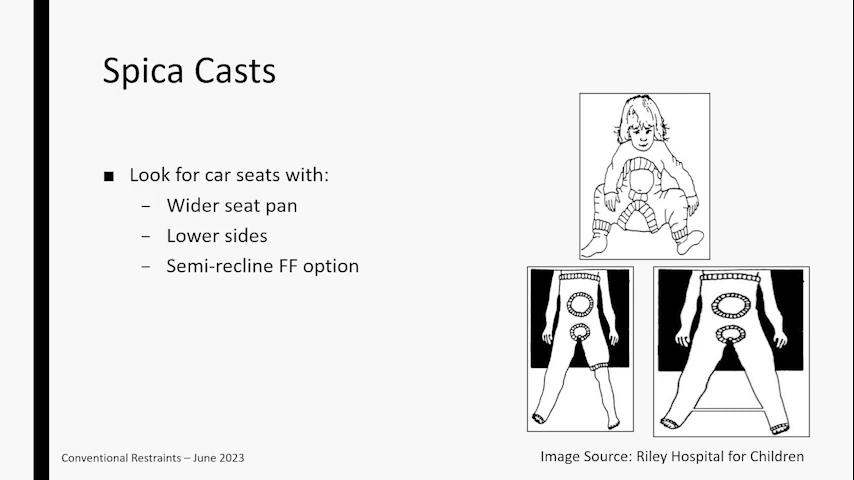 Spica Casts
■ Look for car seats with:
– Wider seat pan
– Lower sides
– Semi-recline FF option
Conventional Restraints – June 2023
Image Source: Riley Hospital for Children